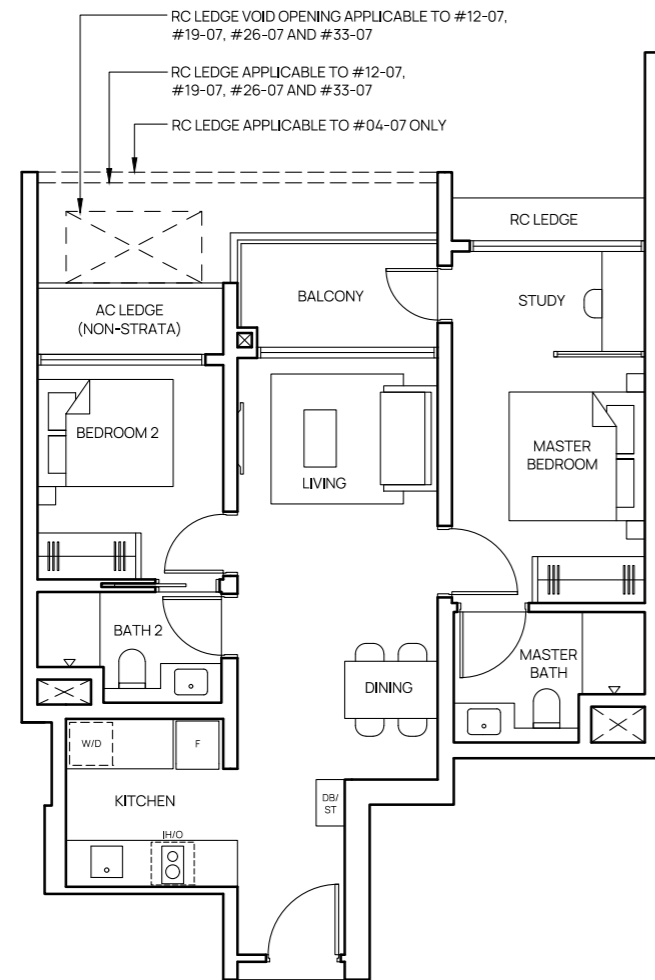 RC LEDGE VOID OPENING APPLICABLE TO #12-07,
#19-07, #26-07 AND #33-07
RC LEDGE APPLICABLE TO #12-07,
#19-07, #26-07 AND #33-07
RC LEDGE APPLICABLE TO #04-07 ONLY
RC LEDGE
BALCONY
STUDY
AC LEDGE
(NON-STRATA)
BEDROOM 2
LIVING
MASTER
BEDROOM
BATH 2
MASTER
BATH
DINING
W/D
F
KITCHEN
DB/
ST
IH/O